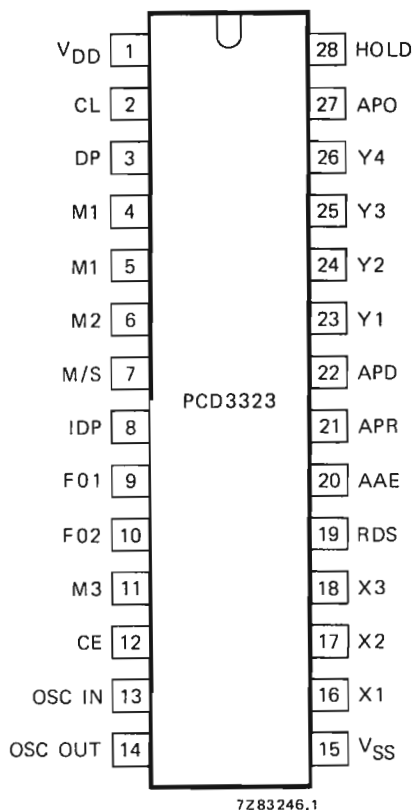 VDD 1 28 HOLD
CL 2 27 APO
DP 3 26 Y4
M1 4 25 Y3
M1 5 24 Y2
M2 6 23 Y1
M/S 7 22 APD
PCD3323
IDP 8 21 APR
F01 9 20 AAE
F02 10 19 RDS
M3 11 18 X3
CE 12 17 X2
OSC IN 13 16 X1
OSC OUT 14 15 VSS
7Z83246.1